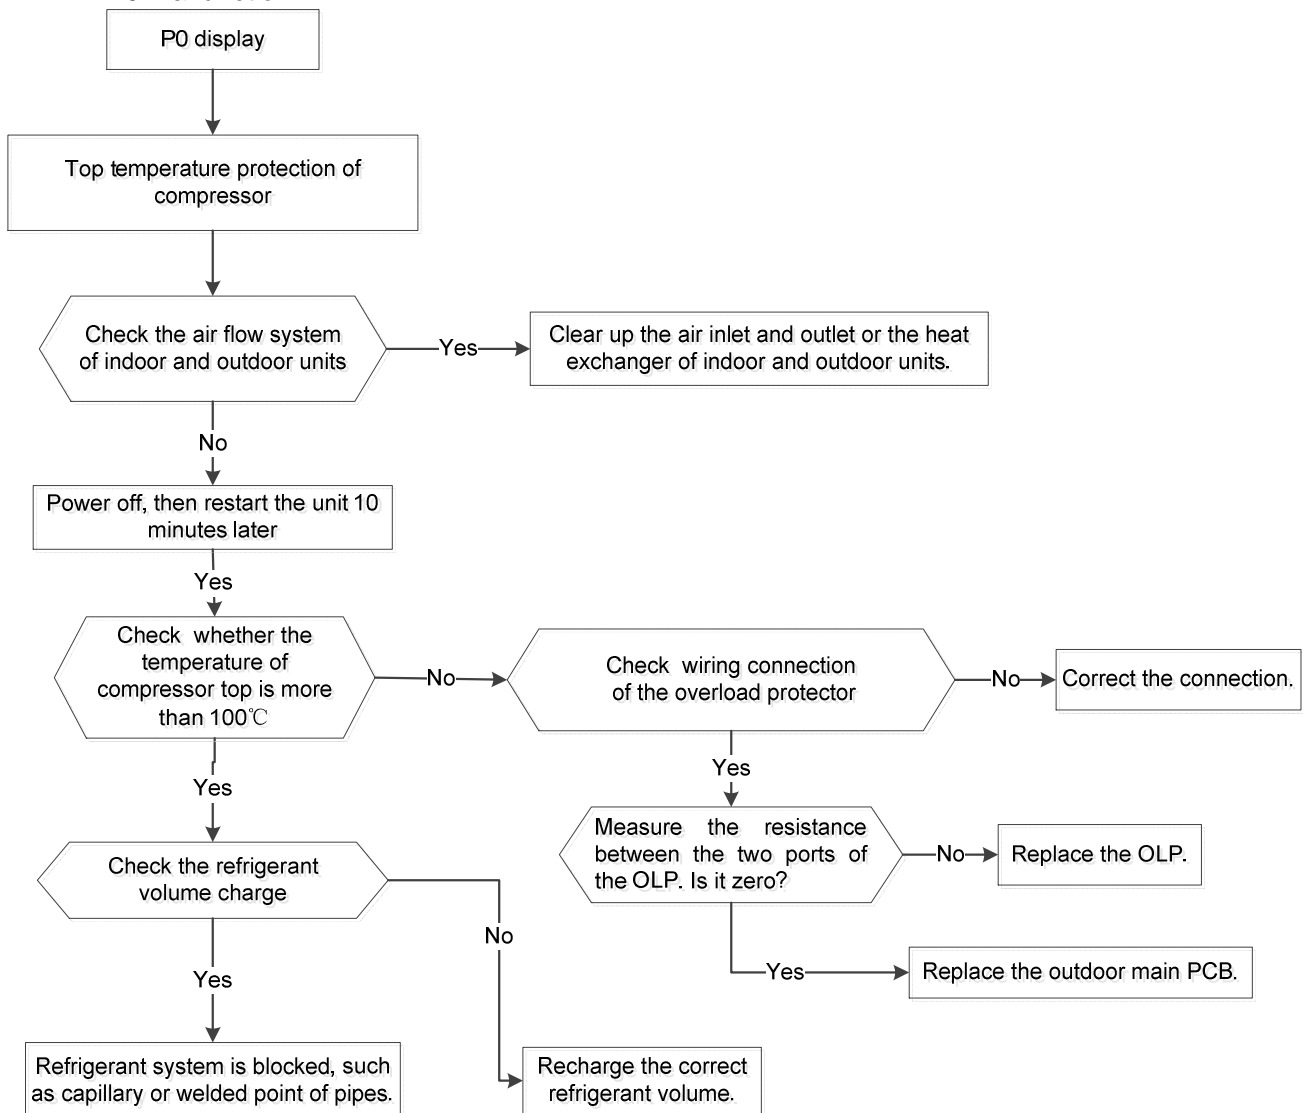 P0 display
Top temperature protection of
compressor
Check the air flow system
of indoor and outdoor units
Yes
Clear up the air inlet and outlet or the heat
exchanger of indoor and outdoor units.
No
Power off, then restart the unit 10
minutes later
Yes
Check whether the
temperature of
compressor top is more
than 100℃
No
Check wiring connection
of the overload protector
No
Correct the connection.
Yes
Yes
Measure the resistance
between the two ports of
the OLP. Is it zero?
No
Replace the OLP.
Check the refrigerant
volume charge
No
Yes
Replace the outdoor main PCB.
Yes
Refrigerant system is blocked, such
as capillary or welded point of pipes.
Recharge the correct
refrigerant volume.